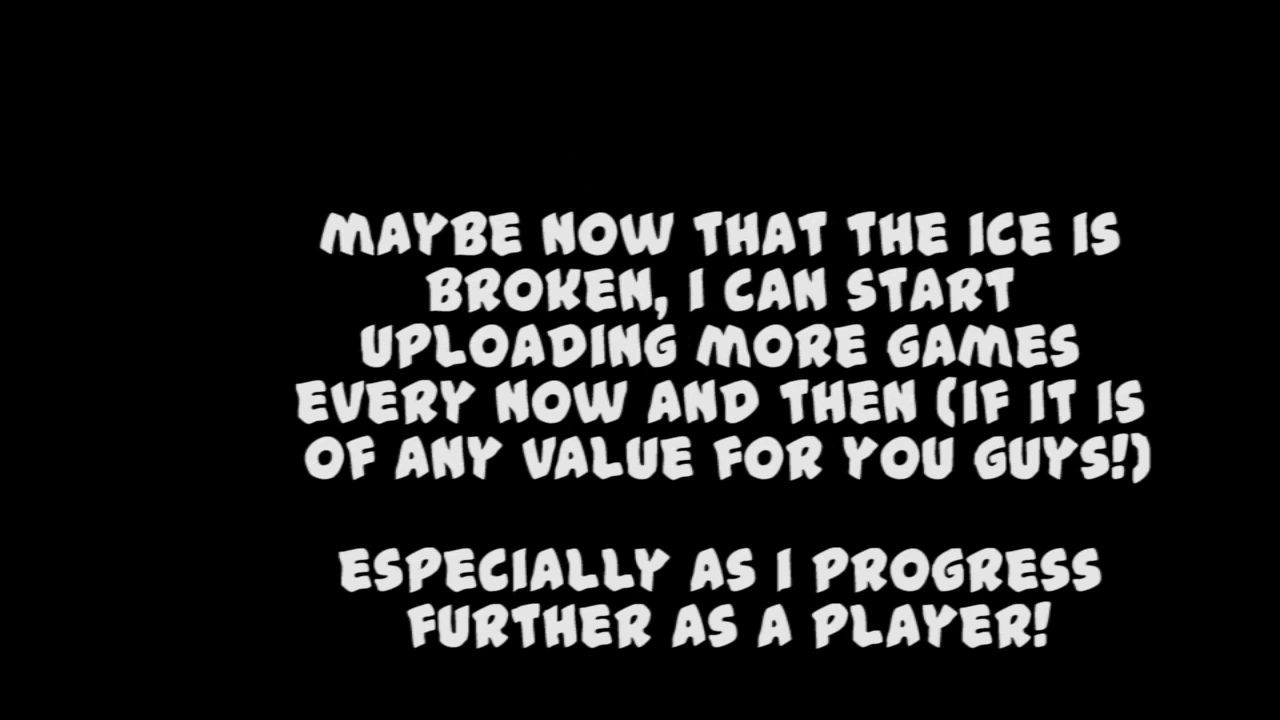 MAYBE NOW THAT THE ICE IS
BROKEN, I CAN START
UPLOADING MORE GAMES
EVERY NOW AND THEN (IF IT IS
OF ANY VALUE FOR YOU GUYS!)
ESPECIALLY AS I PROGRESS
FURTHER AS A PLAYER!